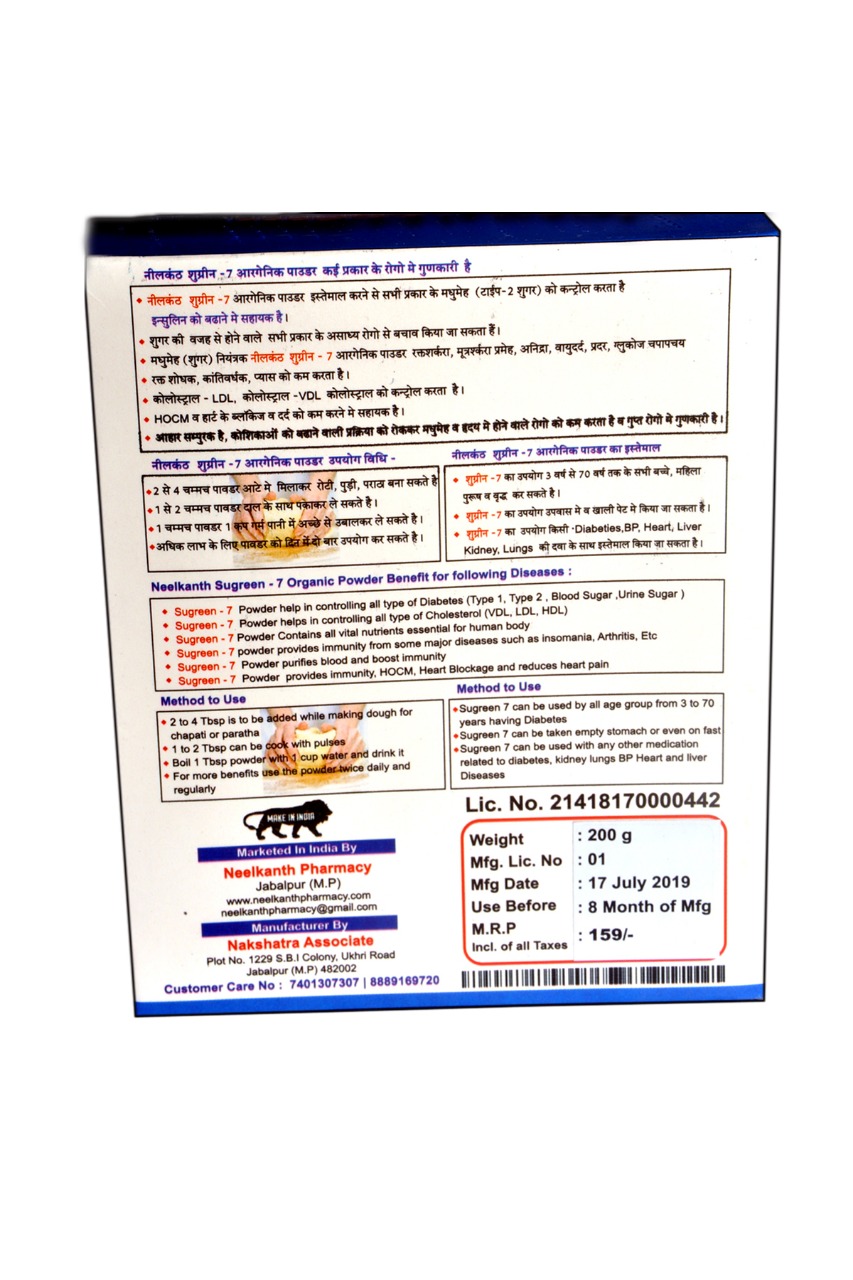 नीलकंठ शुग्रीन -7 आरगेनिक पाउडर कई प्रकार के रोगो मे गुणकारी है
नीलकंठ शुग्रीन -7 आरगेनिक पाउडर इस्तेमाल करने से सभी प्रकार के मधुमेह (टाईप-2 शुगर) को कन्ट्रोल करता है
इन्सुलिन को बढाने मे सहायक है।
शुगर की वजह से होने वाले सभी प्रकार के असाध्य रोगो से बचाव किया जा सकता हैं।
मधुमेह (शुगर) नियंत्रक नीलकंठ शुग्रीन - 7 आरगेनिक पाउडर रक्तशर्करा, मूत्रर्श्करा प्रमेह, अनिद्रा, वायुदर्द, प्रदर, ग्लुकोज चपापचय
रक्त शोधक, कांतिवर्धक, प्यास को कम करता है।
कोलोस्ट्राल - LDL, कोलोस्ट्राल -VDL कोलोस्ट्राल को कन्ट्रोल करता है।
HOCM व हार्ट के ब्लॉकिज व दर्द को कम करने मे सहायक है।
आहार सम्पुरक है, कोशिकाओं को बढाने वाली प्रक्रिया को रोककर मधुमेह व हृदय मे होने वाले रोगो को कम करता है व गुप्त रोगो मे गुणकारी है।
नीलकंठ शुग्रीन -7 आरगेनिक पाउडर उपयोग विधि -
2 से 4 चम्मच पावडर आटे मे मिलाकर रोटी, पुड़ी, पराठा बना सकते है
1 से 2 चम्मच पावडर दाल के साथ पकाकर ले सकते है।
1 चम्मच पावडर 1 कप गर्म पानी में अच्छे से उबालकर ले सकते है।
अधिक लाभ के लिए पावडर को दिन में दो बार उपयोग कर सकते है।
नीलकंठ शुग्रीन -7 आरगेनिक पाउडर का इस्तेमाल
शुग्रीन -7 का उपयोग 3 वर्ष से 70 वर्ष तक के सभी बच्चे, महिला
पुरूष व वृद्ध कर सकते है।
शुग्रीन -7 का उपयोग उपवास मे व खाली पेट मे किया जा सकता है।
शुग्रीन -7 का उपयोग किसी Diabeties,BP, Heart, Liver
Kidney, Lungs की दवा के साथ इस्तेमाल किया जा सकता है।
Neelkanth Sugreen - 7 Organic Powder Benefit for following Diseases :
Sugreen - 7 Powder help in controlling all type of Diabetes (Type 1, Type 2 , Blood Sugar ,Urine Sugar )
Sugreen - 7 Powder helps in controlling all type of Cholesterol (VDL, LDL, HDL)
Sugreen - 7 Powder Contains all vital nutrients essential for human body
Sugreen - 7 powder provides immunity from some major diseases such as insomania, Arthritis, Etc
Sugreen - 7 Powder purifies blood and boost immunity
Sugreen - 7 Powder provides immunity, HOCM, Heart Blockage and reduces heart pain
Method to Use
2 to 4 Tbsp is to be added while making dough for
chapati or paratha
1 to 2 Tbsp can be cook with pulses
Boil 1 Tbsp powder with 1 cup water and drink it
For more benefits use the powder twice daily and
regularly
Method to Use
Sugreen 7 can be used by all age group from 3 to 70
years having Diabetes
Sugreen 7 can be taken empty stomach or even on fast
Sugreen 7 can be used with any other medication
related to diabetes, kidney lungs BP Heart and liver
Diseases
MAKE IN INDIA
Marketed In India By
Neelkanth Pharmacy
Jabalpur (M.P)
www.neelkanthpharmacy.com
neelkanthpharmacy@gmail.com
Manufacturer By
Nakshatra Associate
Plot No. 1229 S.B.I Colony, Ukhri Road
Jabalpur (M.P) 482002
Customer Care No : 7401307307 | 8889169720
Lic. No. 21418170000442
Weight : 200 g
Mfg. Lic. No : 01
Mfg Date : 17 July 2019
Use Before : 8 Month of Mfg
M.R.P : 159/-
Incl. of all Taxes